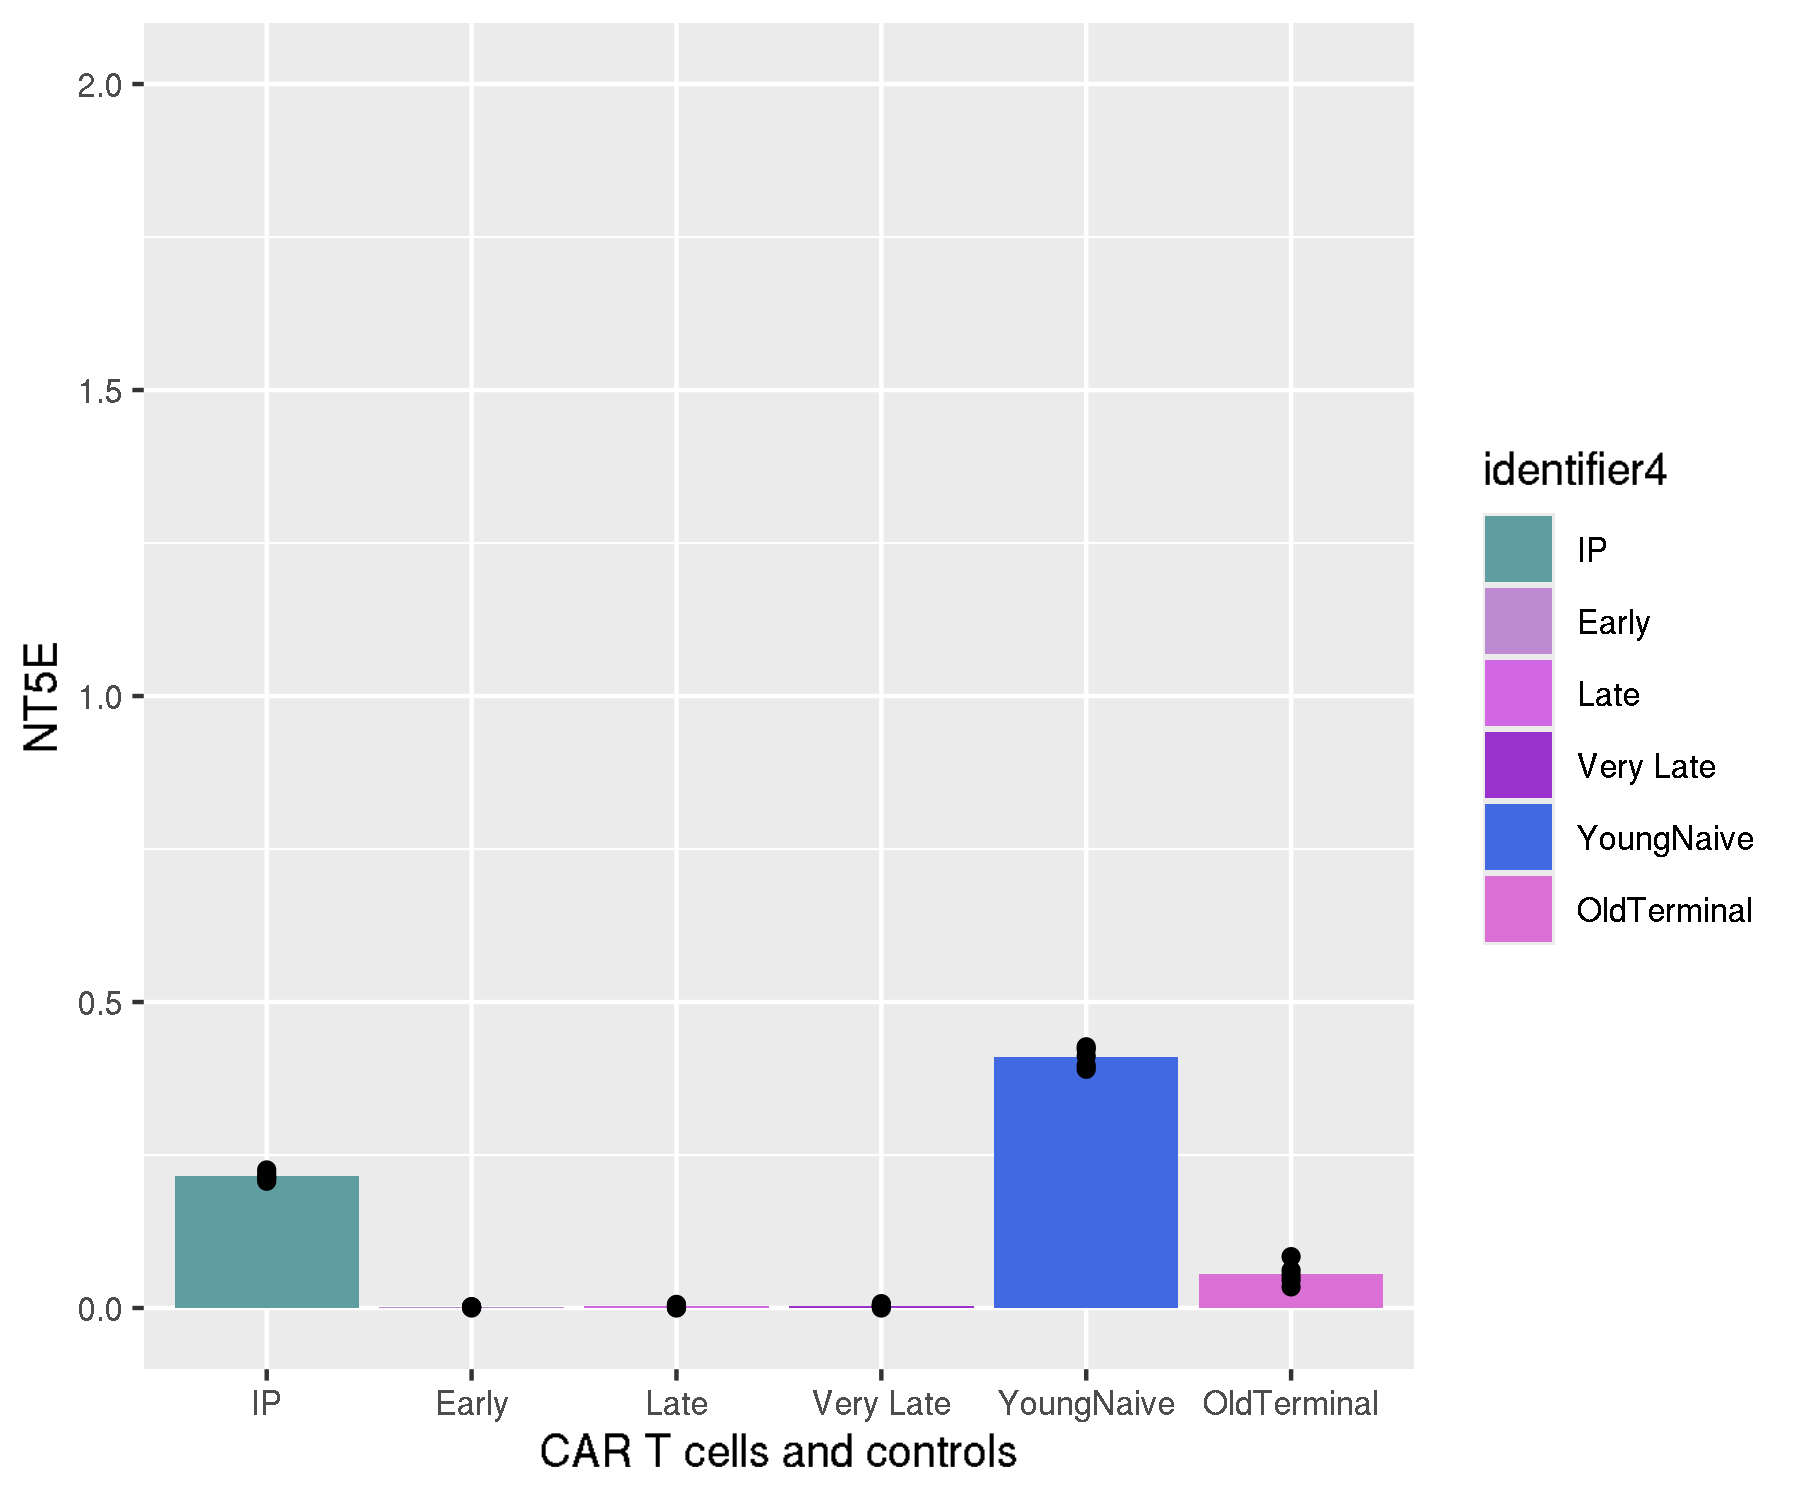 NT5E
2.0
1.5
1.0
0.5
0.0
IP Early Late Very Late YoungNaive OldTerminal
CAR T cells and controls
identifier4
IP
Early
Late
Very Late
YoungNaive
OldTerminal